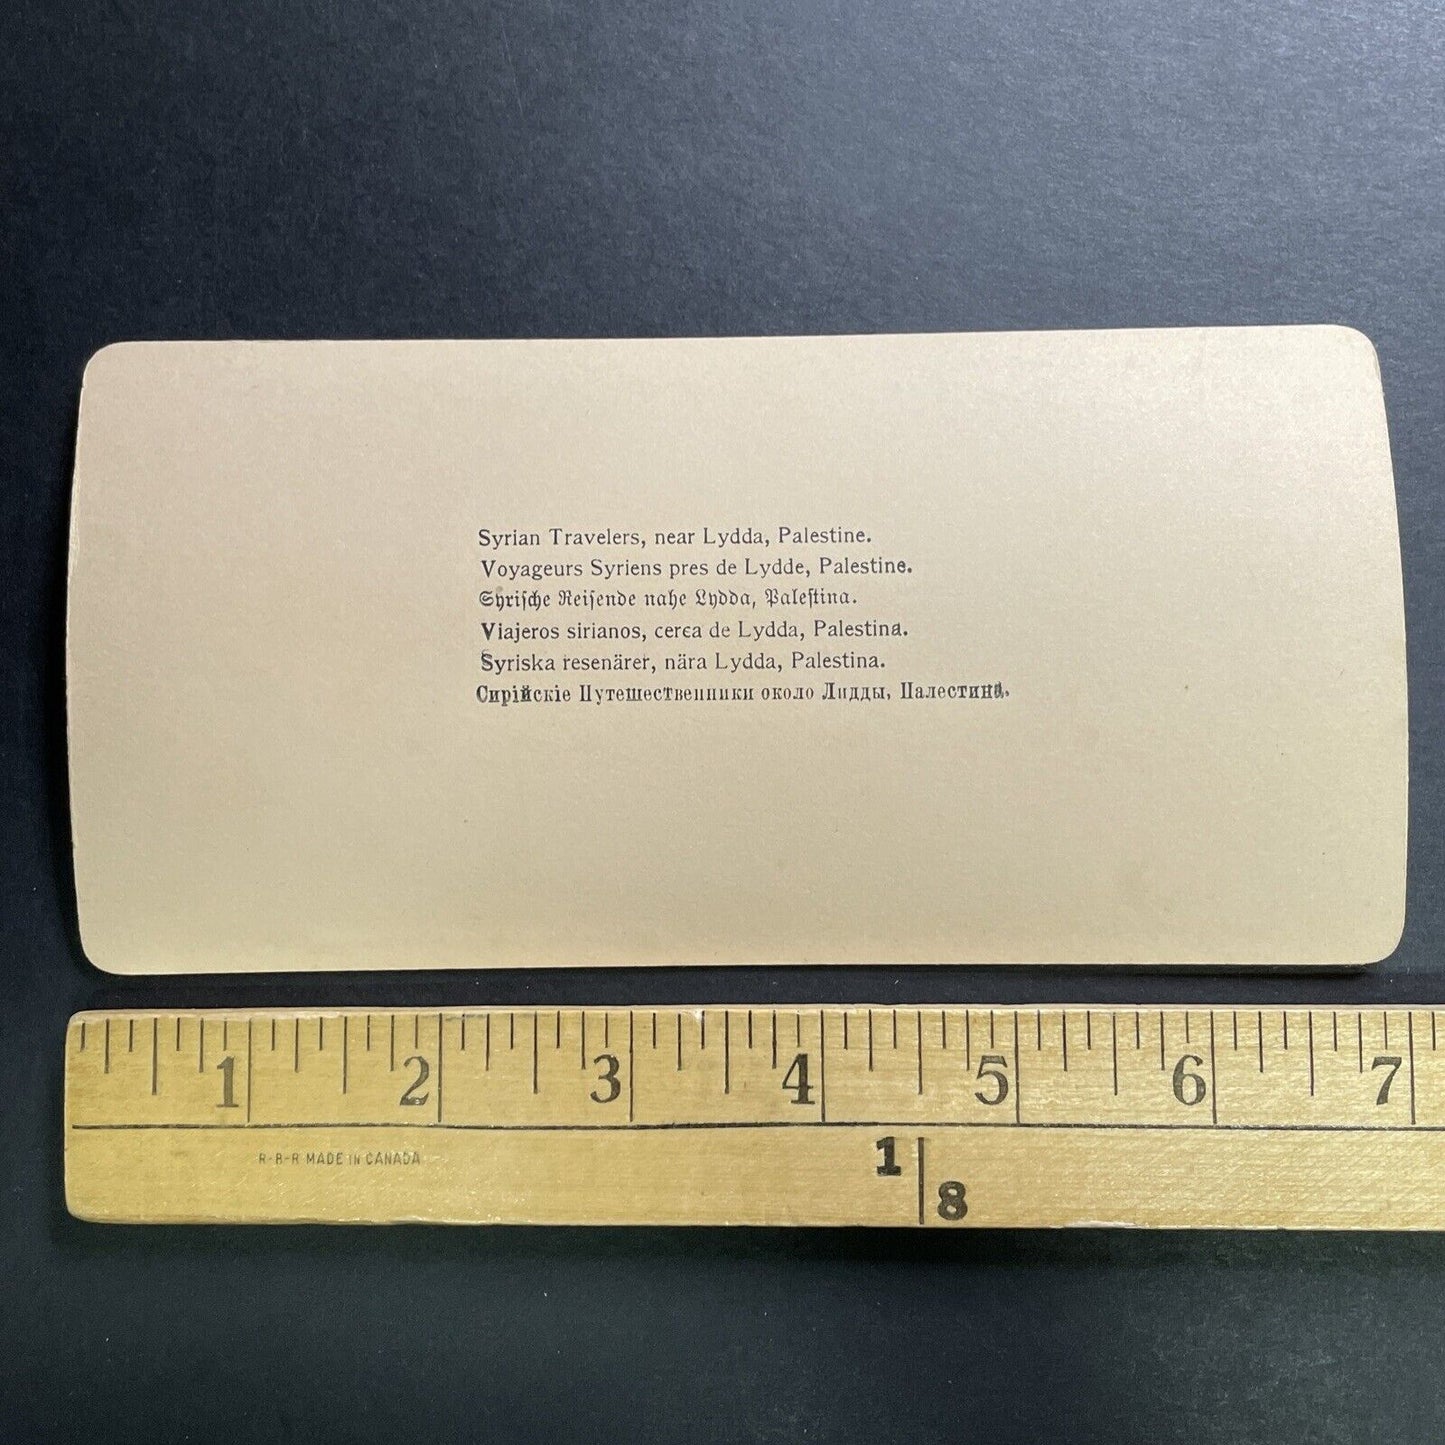 Syrian Travelers, near Lydda, Palestine.
Voyageurs Syriens pres de Lydde, Palestine.
Syrische Reisende nahe Lydda, Palestina.
Viajeros sirianos, cerca de Lydda, Palestina.
Syriska resenärer, nära Lydda, Palestina.
Сирійскіе Путешественники около Лидды, Палестина.
1 2 3 4 5 6 7
R-B-R MADE IN CANADA
1 8